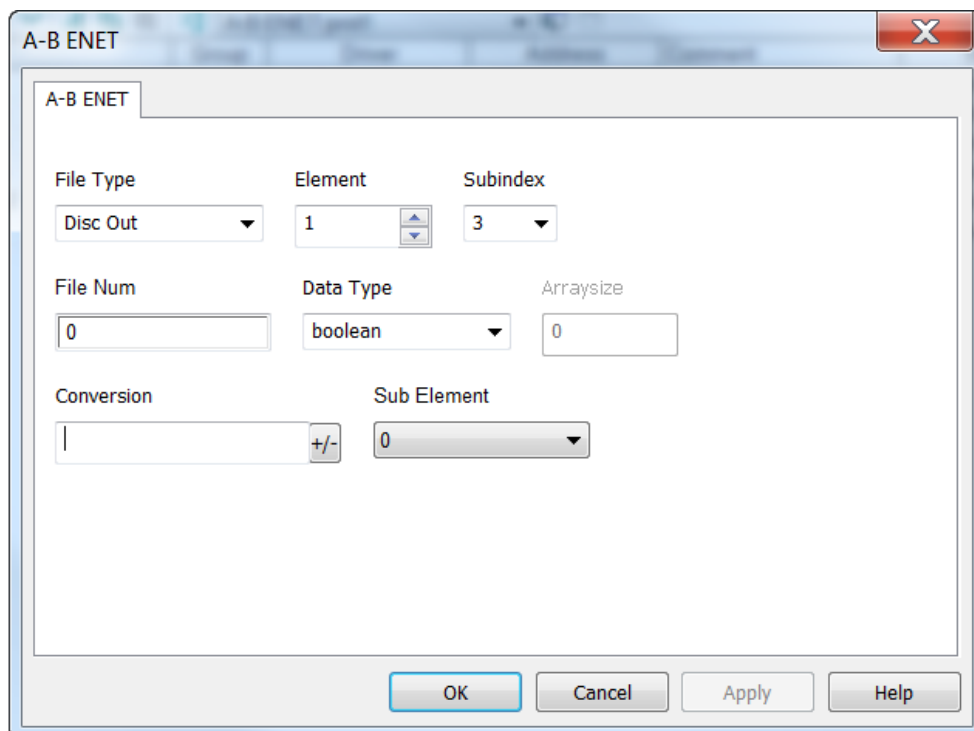 A-B ENET
A-B ENET
File Type Element Subindex
Disc Out 1 3
File Num Data Type Arraysize
0 boolean 0
Conversion Sub Element
+/- 0
OK Cancel Apply Help